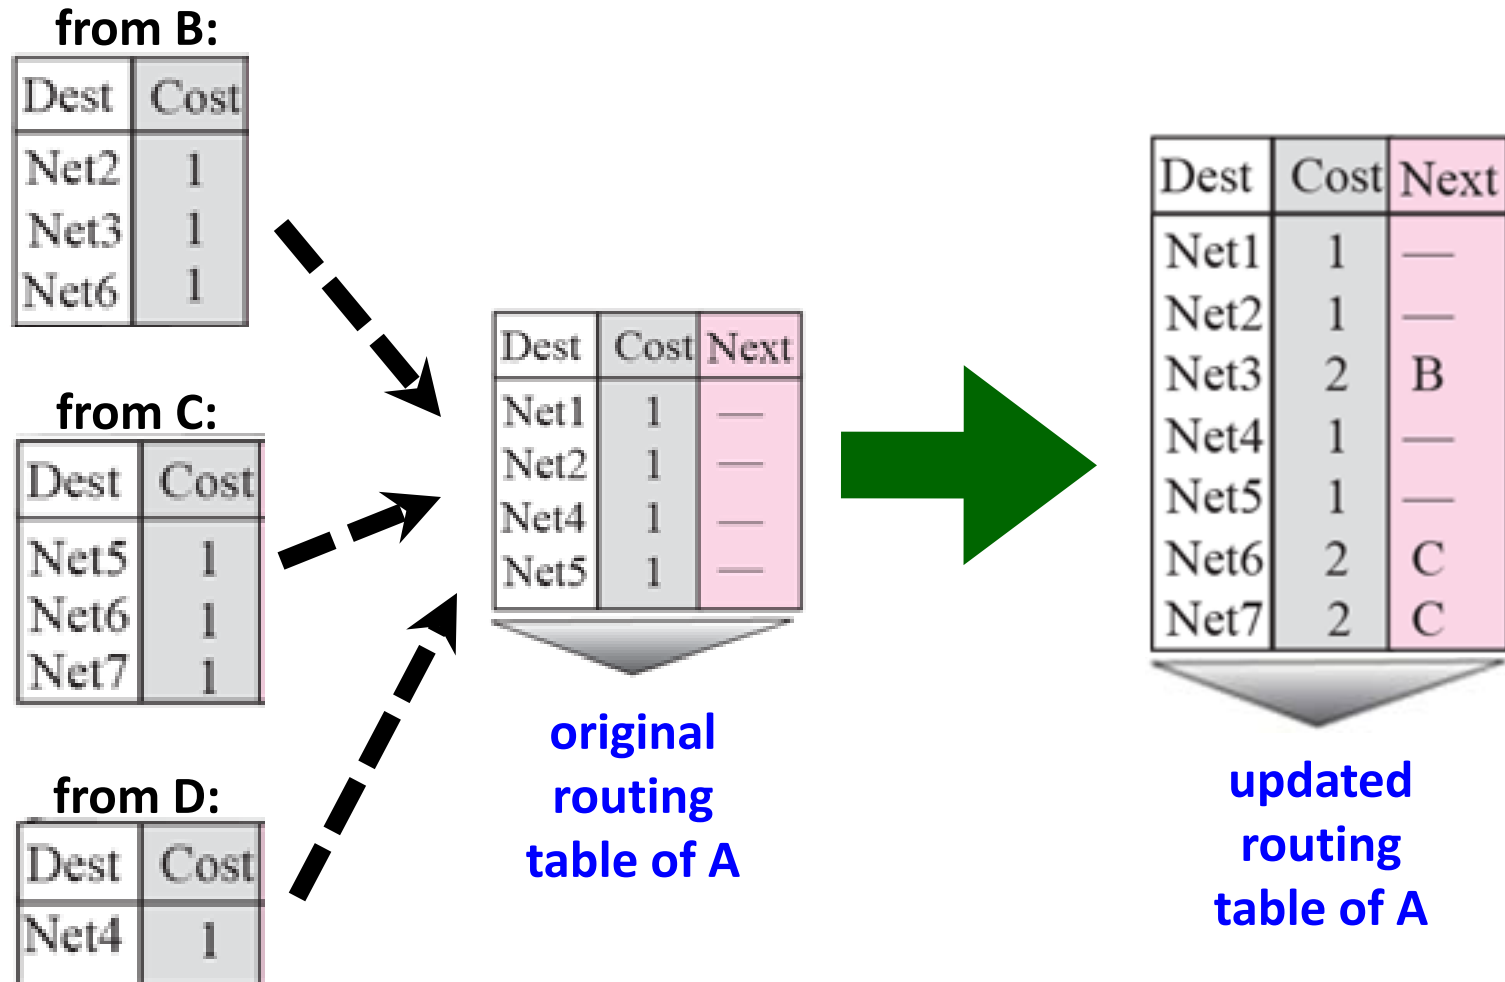 from B:
Dest Cost
Net2 1
Net3 1
Net6 1
from C:
Dest Cost
Net5 1
Net6 1
Net7 1
from D:
Dest Cost
Net4 1
Dest Cost Next
Net1 1 —
Net2 1 —
Net4 1 —
Net5 1 —
original
routing
table of A
Dest Cost Next
Net1 1 —
Net2 1 —
Net3 2 B
Net4 1 —
Net5 1 —
Net6 2 C
Net7 2 C
updated
routing
table of A